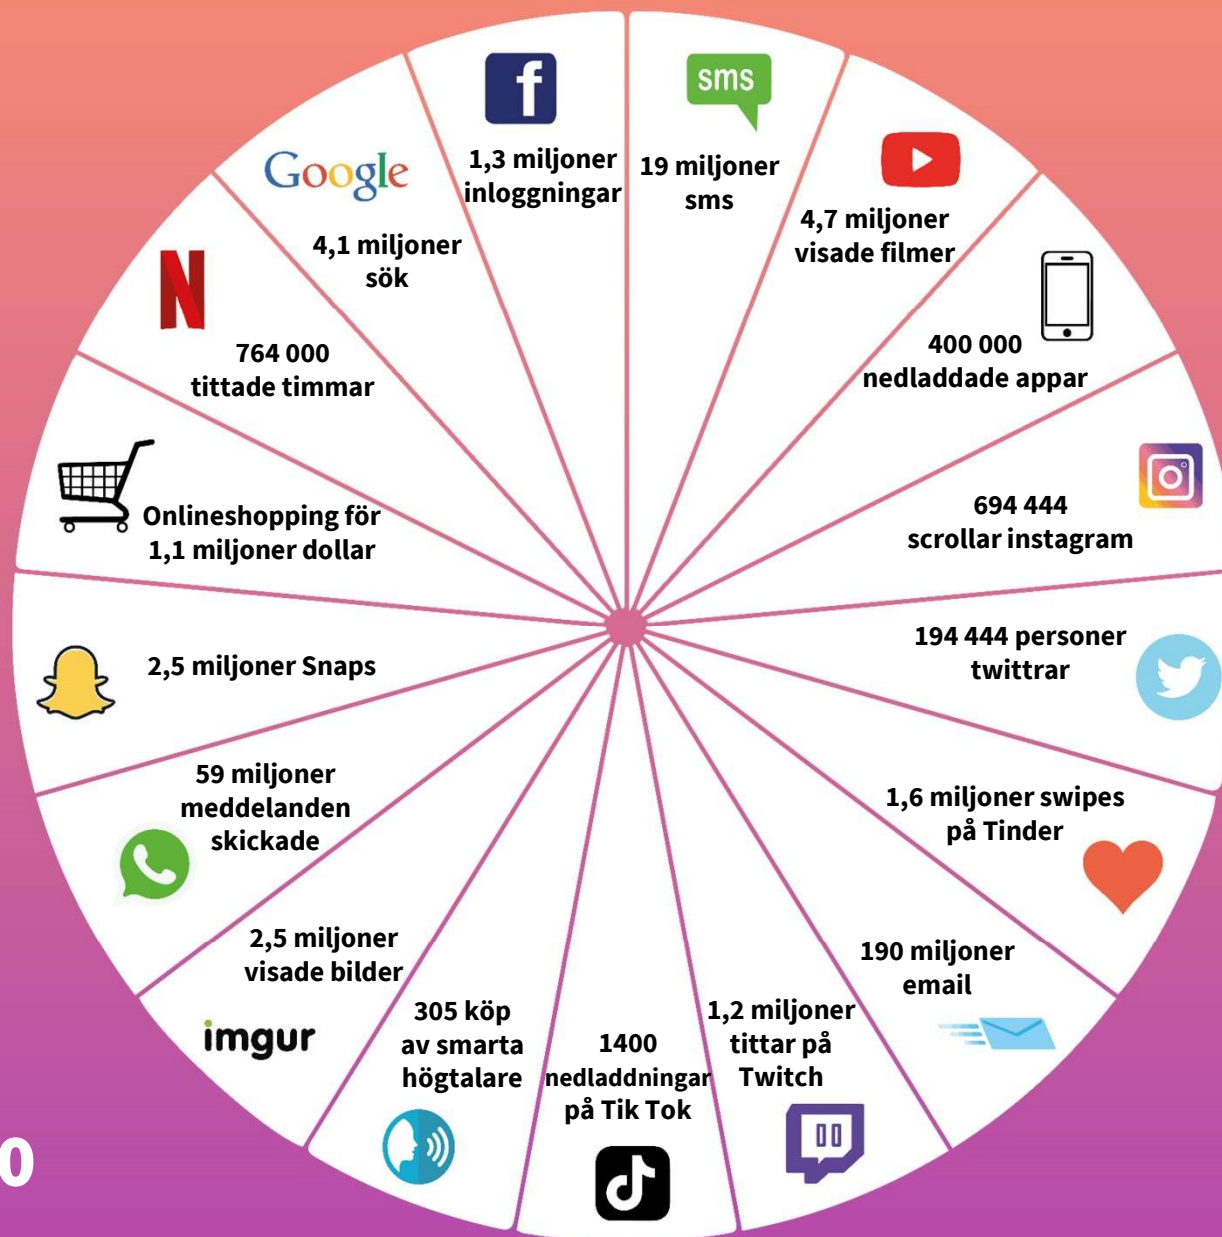 f
1,3 miljoner
inloggningar
sms
19 miljoner
sms
4,7 miljoner
visade filmer
400 000
nedladdade appar
694 444
scrollar instagram
194 444 personer
twittrar
1,6 miljoner swipes
på Tinder
190 miljoner
email
1,2 miljoner
tittar på
Twitch
1400
nedladdningar
på Tik Tok
305 köp
av smarta
högtalare
2,5 miljoner
visade bilder
imgur
59 miljoner
meddelanden
skickade
2,5 miljoner Snaps
Onlineshopping för
1,1 miljoner dollar
N
764 000
tittade timmar
Google
4,1 miljoner
sök
0